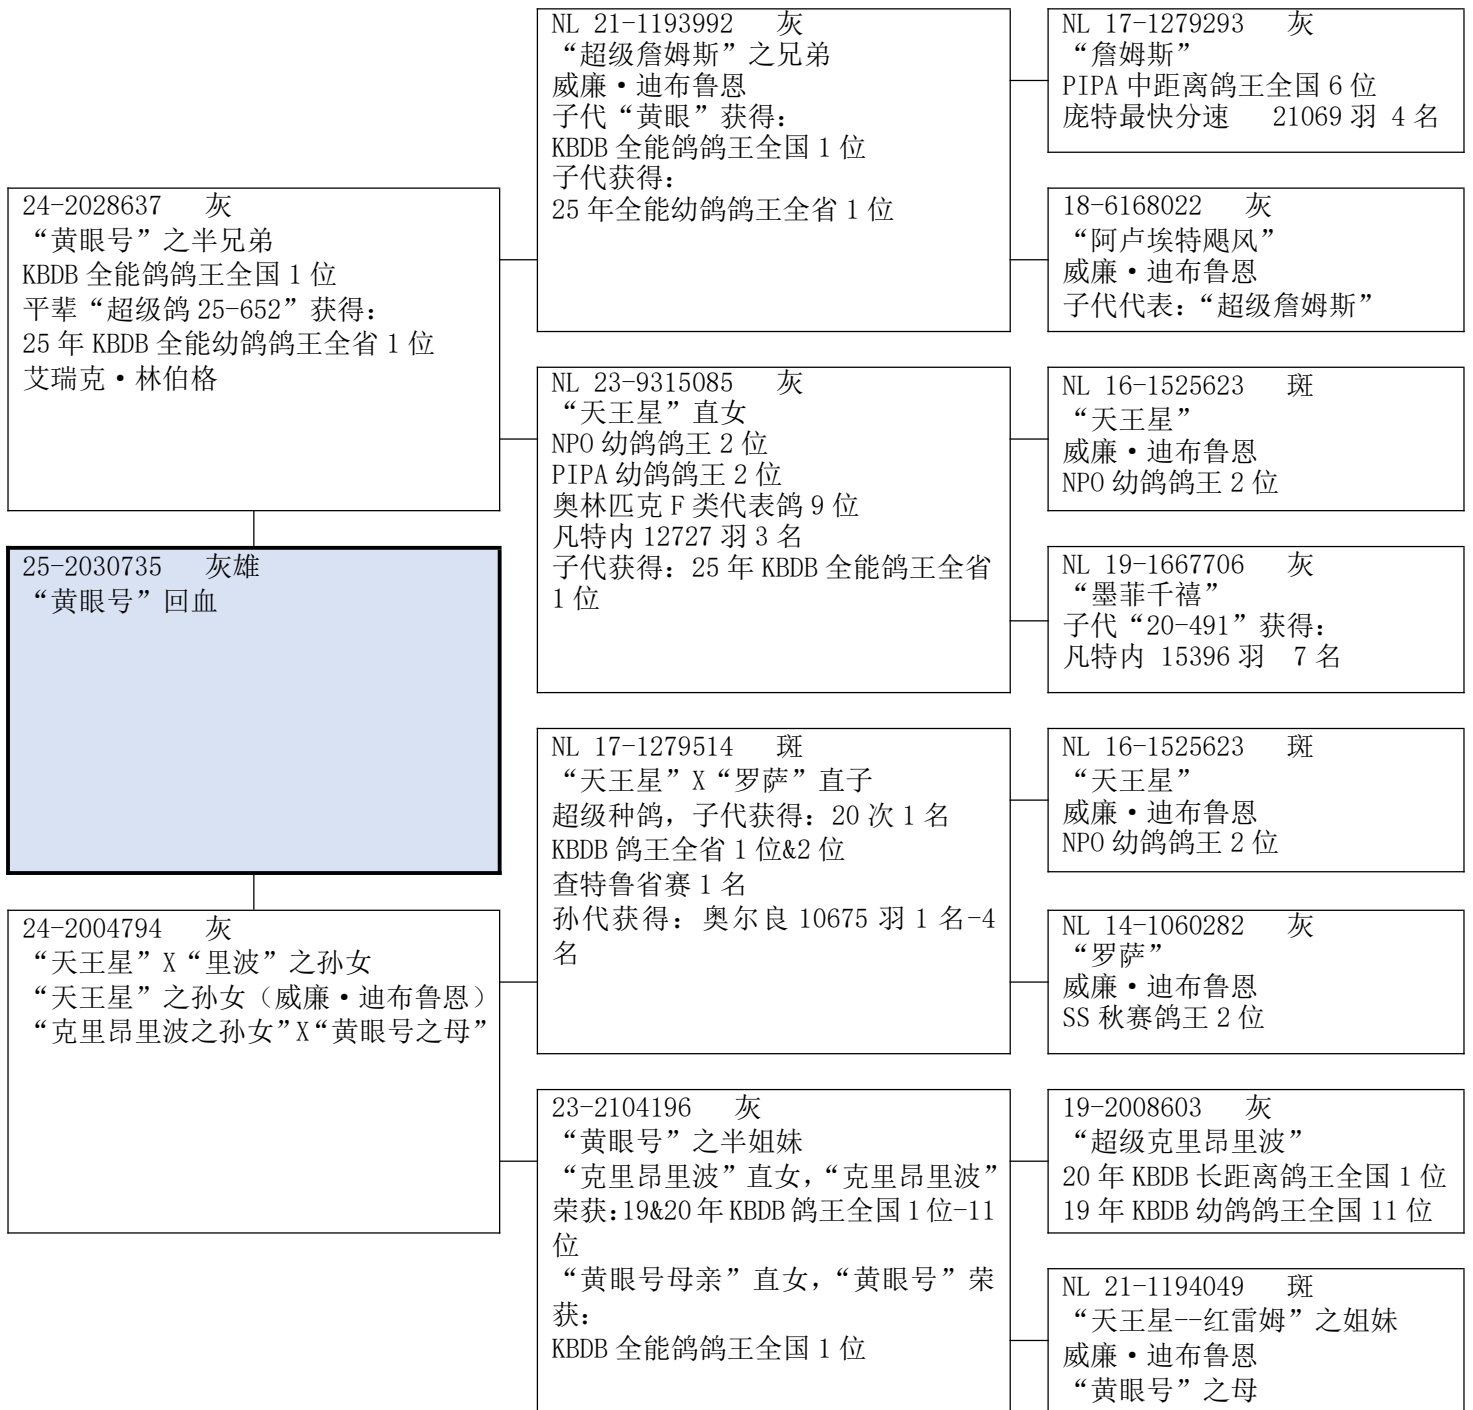 NL 21-1193992 灰
“超级詹姆斯”之兄弟
威廉·迪布鲁恩
子代“黄眼”获得：
KBDB 全能鸽鸽王全国 1 位
子代获得：
25 年全能幼鸽鸽王全省 1 位
NL 17-1279293 灰
“詹姆斯”
PIPA 中距离鸽王全国 6 位
庞特最快分速 21069 羽 4 名
24-2028637 灰
“黄眼号”之半兄弟
KBDB 全能鸽鸽王全国 1 位
平辈“超级鸽 25-652”获得：
25 年 KBDB 全能幼鸽鸽王全省 1 位
艾瑞克·林伯格
18-6168022 灰
“阿卢埃特飓风”
威廉·迪布鲁恩
子代代表：“超级詹姆斯”
NL 23-9315085 灰
“天王星”直女
NPO 幼鸽鸽王 2 位
PIPA 幼鸽鸽王 2 位
奥林匹克 F 类代表鸽 9 位
凡特内 12727 羽 3 名
子代获得：25 年 KBDB 全能鸽王全省
1 位
NL 16-1525623 斑
“天王星”
威廉·迪布鲁恩
NPO 幼鸽鸽王 2 位
25-2030735 灰雄
“黄眼号”回血
NL 19-1667706 灰
“墨菲千禧”
子代“20-491”获得：
凡特内 15396 羽 7 名
NL 17-1279514 斑
“天王星”X“罗萨”直子
超级种鸽，子代获得：20 次 1 名
KBDB 鸽王全省 1 位&2 位
查特鲁省赛 1 名
孙代获得：奥尔良 10675 羽 1 名-4
名
NL 16-1525623 斑
“天王星”
威廉·迪布鲁恩
NPO 幼鸽鸽王 2 位
24-2004794 灰
“天王星”X“里波”之孙女
“天王星”之孙女（威廉·迪布鲁恩）
“克里昂里波之孙女”X“黄眼号之母”
NL 14-1060282 灰
“罗萨”
威廉·迪布鲁恩
SS 秋赛鸽王 2 位
23-2104196 灰
“黄眼号”之半姐妹
“克里昂里波”直女，“克里昂里波”
荣获：19&20 年 KBDB 鸽王全国 1 位-11
位
“黄眼号母亲”直女，“黄眼号”荣
获：
KBDB 全能鸽鸽王全国 1 位
19-2008603 灰
“超级克里昂里波”
20 年 KBDB 长距离鸽王全国 1 位
19 年 KBDB 幼鸽鸽王全国 11 位
NL 21-1194049 斑
“天王星--红雷姆”之姐妹
威廉·迪布鲁恩
“黄眼号”之母